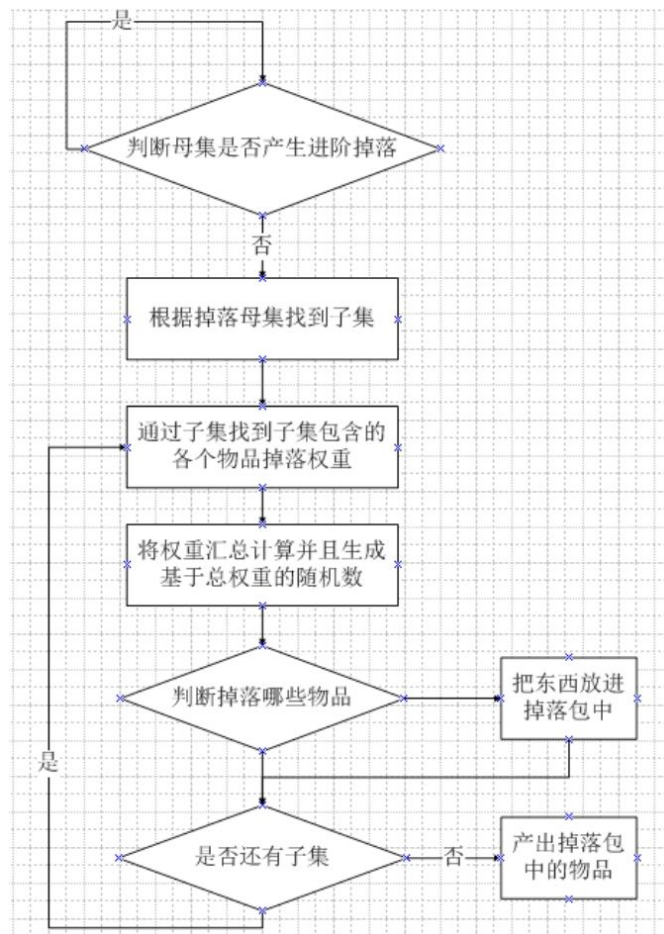 是
判断母集是否产生进阶掉落
否
根据掉落母集找到子集
通过子集找到子集包含的
各个物品掉落权重
将权重汇总计算并且生成
基于总权重的随机数
判断掉落哪些物品
把东西放进
掉落包中
是
是否还有子集
否
产出掉落包
中的物品